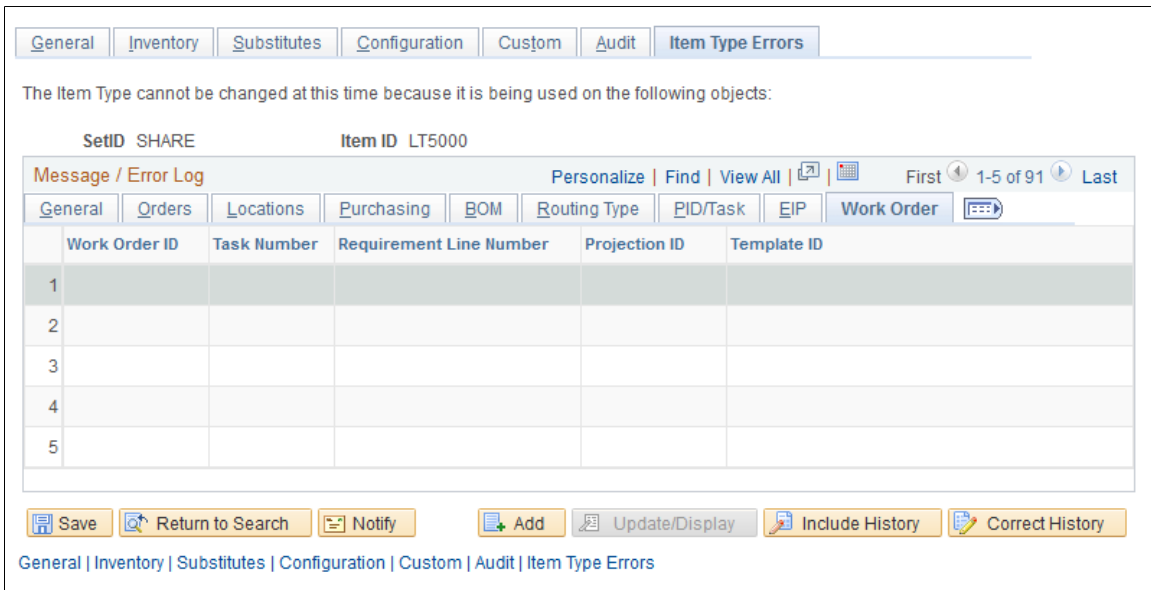 General Inventory Substitutes Configuration Custom Audit Item Type Errors
The Item Type cannot be changed at this time because it is being used on the following objects:
SetID SHARE Item ID LT5000
Message / Error Log Personalize | Find | View All | | First 1-5 of 91 Last
General Orders Locations Purchasing BOM Routing Type PID/Task EIP Work Order
Work Order ID Task Number Requirement Line Number Projection ID Template ID
1
2
3
4
5
Save Return to Search Notify Add Update/Display Include History Correct History
General | Inventory | Substitutes | Configuration | Custom | Audit | Item Type Errors